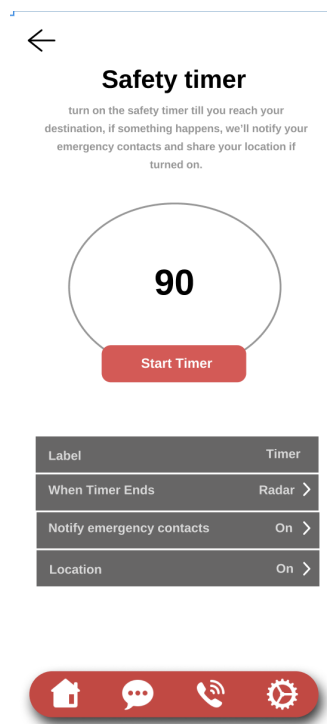 Safety timer
turn on the safety timer till you reach your
destination, if something happens, we'll notify your
emergency contacts and share your location if
turned on.
90
Start Timer
Label Timer
When Timer Ends Radar
Notify emergency contacts On
Location On